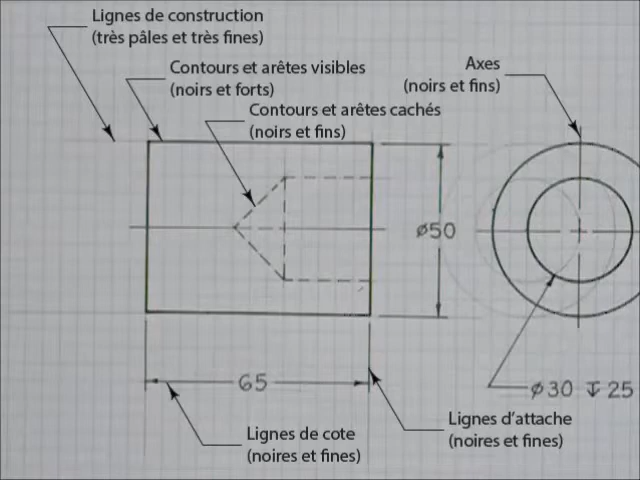 Lignes de construction
(très pâles et très fines)
Contours et arêtes visibles
(noirs et forts)
Axes
(noirs et fins)
Contours et arêtes cachés
(noirs et fins)
ø50
65
ø30 ↧ 25
Lignes de cote
(noires et fines)
Lignes d'attache
(noires et fines)